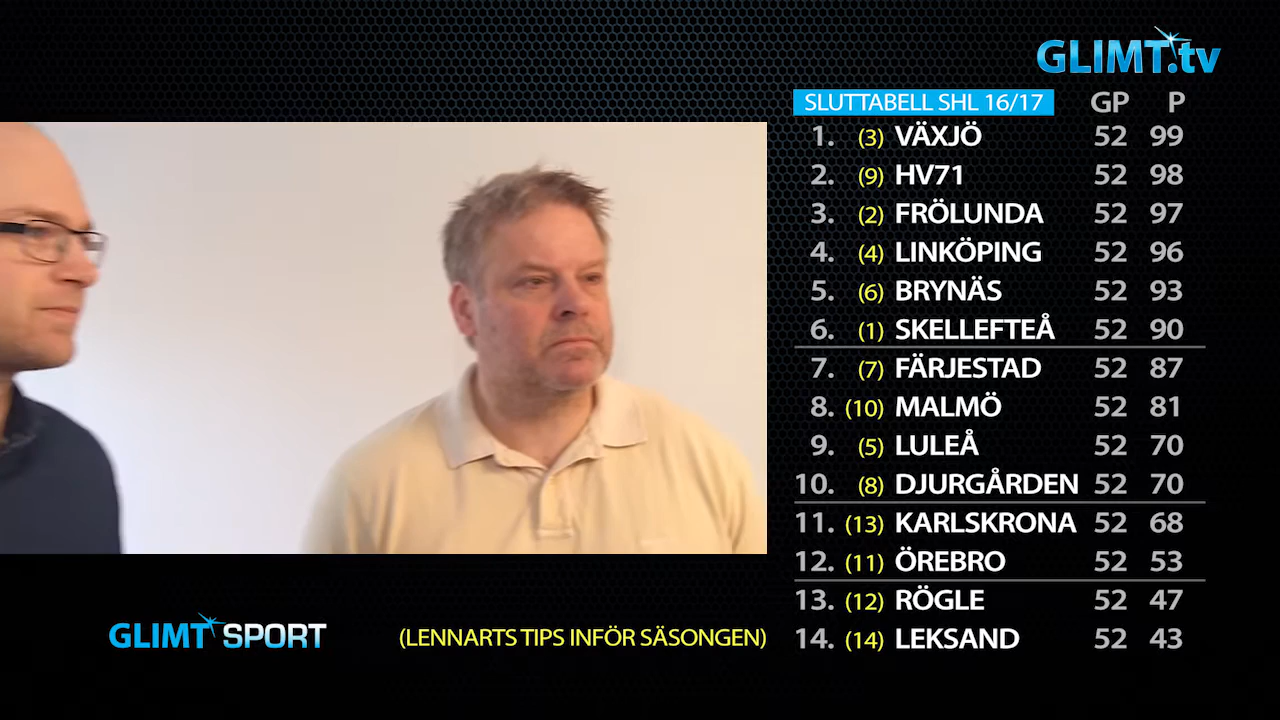 GLIMT.tv
SLUTTABELL SHL 16/17 GP P
1. (3) VÄXJÖ 52 99
2. (9) HV71 52 98
3. (2) FRÖLUNDA 52 97
4. (4) LINKÖPING 52 96
5. (6) BRYNÄS 52 93
6. (1) SKELLEFTEÅ 52 90
7. (7) FÄRJESTAD 52 87
8. (10) MALMÖ 52 81
9. (5) LULEÅ 52 70
10. (8) DJURGÅRDEN 52 70
11. (13) KARLSKRONA 52 68
12. (11) ÖREBRO 52 53
13. (12) RÖGLE 52 47
14. (14) LEKSAND 52 43
GLIMT SPORT
(LENNARTS TIPS INFÖR SÄSONGEN)